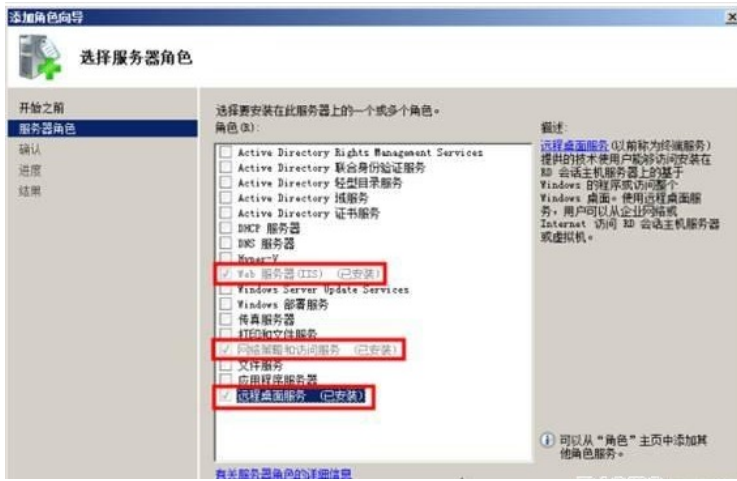 添加角色向导
选择服务器角色
开始之前
服务器角色
确认
进度
结果
选择要安装在此服务器上的一个或多个角色。
角色(R):
Active Directory Rights Management Services
Active Directory 联合身份验证服务
Active Directory 轻型目录服务
Active Directory 域服务
Active Directory 证书服务
DHCP 服务器
DNS 服务器
Hyper-V
Web 服务器(IIS) (已安装)
Windows Server Update Services
Windows 部署服务
传真服务器
打印和文件服务
网络策略和访问服务 (已安装)
文件服务
应用程序服务器
远程桌面服务 (已安装)
有关服务器角色的详细信息
描述:
远程桌面服务(以前称为终端服务)
提供的技术使用户能够访问安装在
RD 会话主机服务器上的基于
Windows 的程序或访问整个
Windows 桌面。使用远程桌面服
务，用户可以从企业网络或
Internet 访问 RD 会话主机服务器
或虚拟机。
可以从“角色”主页中添加其
他角色服务。